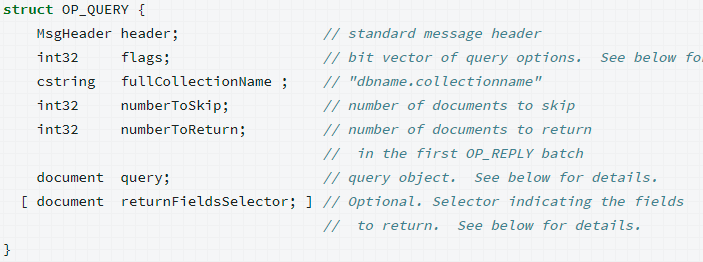 struct OP_QUERY {
    MsgHeader header;                 // standard message header
    int32     flags;                  // bit vector of query options.  See below fo
    cstring   fullCollectionName ;    // "dbname.collectionname"
    int32     numberToSkip;           // number of documents to skip
    int32     numberToReturn;         // number of documents to return
                                      //  in the first OP_REPLY batch
    document  query;                  // query object.  See below for details.
  [ document  returnFieldsSelector; ] // Optional. Selector indicating the fields
                                      //  to return.  See below for details.
}